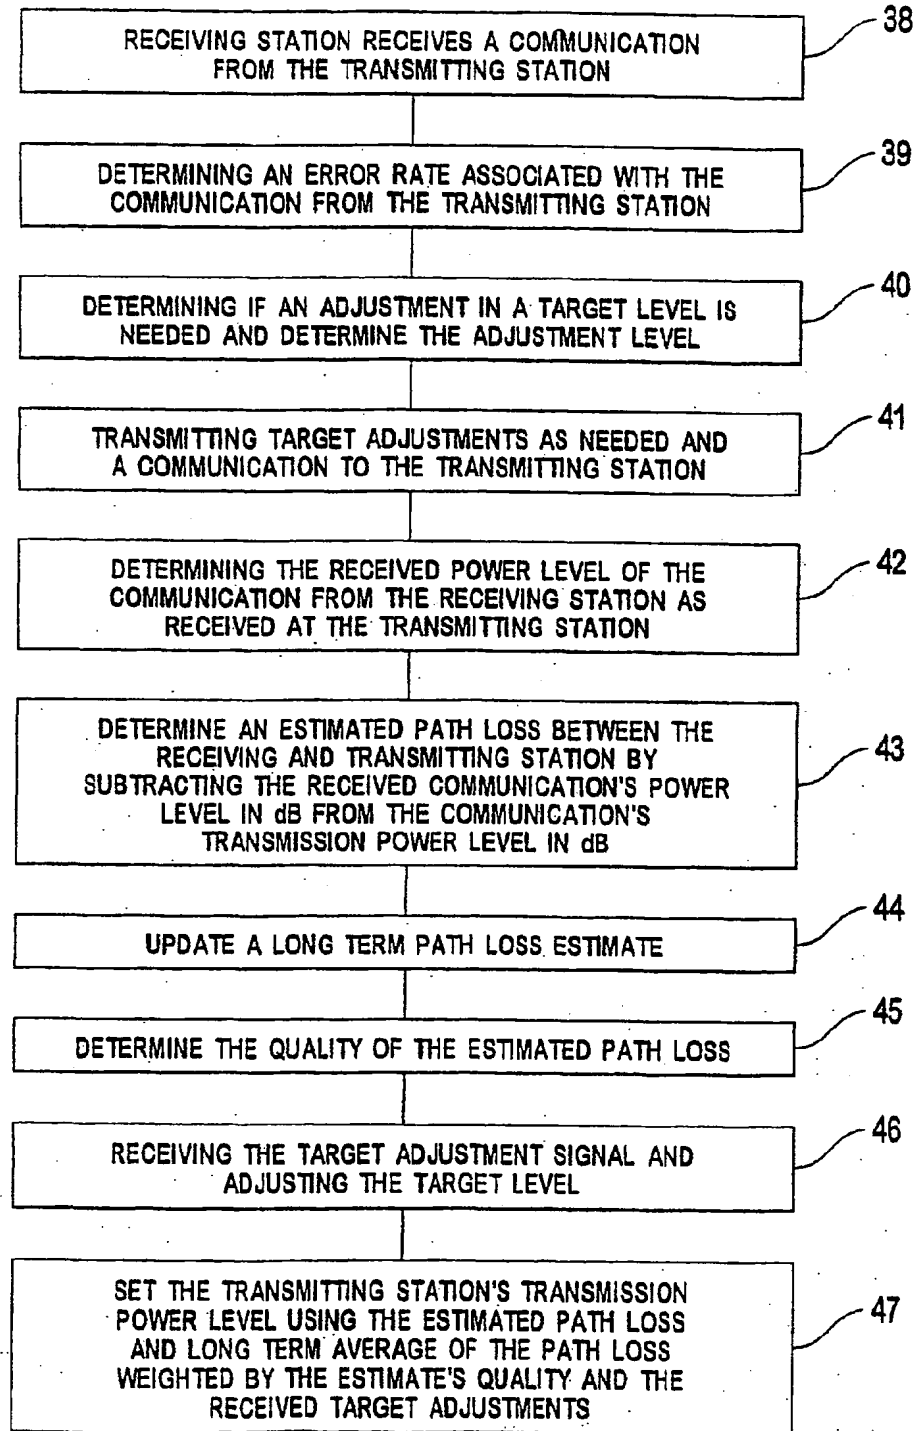 38
RECEIVING STATION RECEIVES A COMMUNICATION
FROM THE TRANSMITTING STATION
39
DETERMINING AN ERROR RATE ASSOCIATED WITH THE
COMMUNICATION FROM THE TRANSMITTING STATION
40
DETERMINING IF AN ADJUSTMENT IN A TARGET LEVEL IS
NEEDED AND DETERMINE THE ADJUSTMENT LEVEL
41
TRANSMITTING TARGET ADJUSTMENTS AS NEEDED AND
A COMMUNICATION TO THE TRANSMITTING STATION
42
DETERMINING THE RECEIVED POWER LEVEL OF THE
COMMUNICATION FROM THE RECEIVING STATION AS
RECEIVED AT THE TRANSMITTING STATION
43
DETERMINE AN ESTIMATED PATH LOSS BETWEEN THE
RECEIVING AND TRANSMITTING STATION BY
SUBTRACTING THE RECEIVED COMMUNICATION'S POWER
LEVEL IN dB FROM THE COMMUNICATION'S
TRANSMISSION POWER LEVEL IN dB
44
UPDATE A LONG TERM PATH LOSS ESTIMATE
45
DETERMINE THE QUALITY OF THE ESTIMATED PATH LOSS
46
RECEIVING THE TARGET ADJUSTMENT SIGNAL AND
ADJUSTING THE TARGET LEVEL
47
SET THE TRANSMITTING STATION'S TRANSMISSION
POWER LEVEL USING THE ESTIMATED PATH LOSS
AND LONG TERM AVERAGE OF THE PATH LOSS
WEIGHTED BY THE ESTIMATE'S QUALITY AND THE
RECEIVED TARGET ADJUSTMENTS